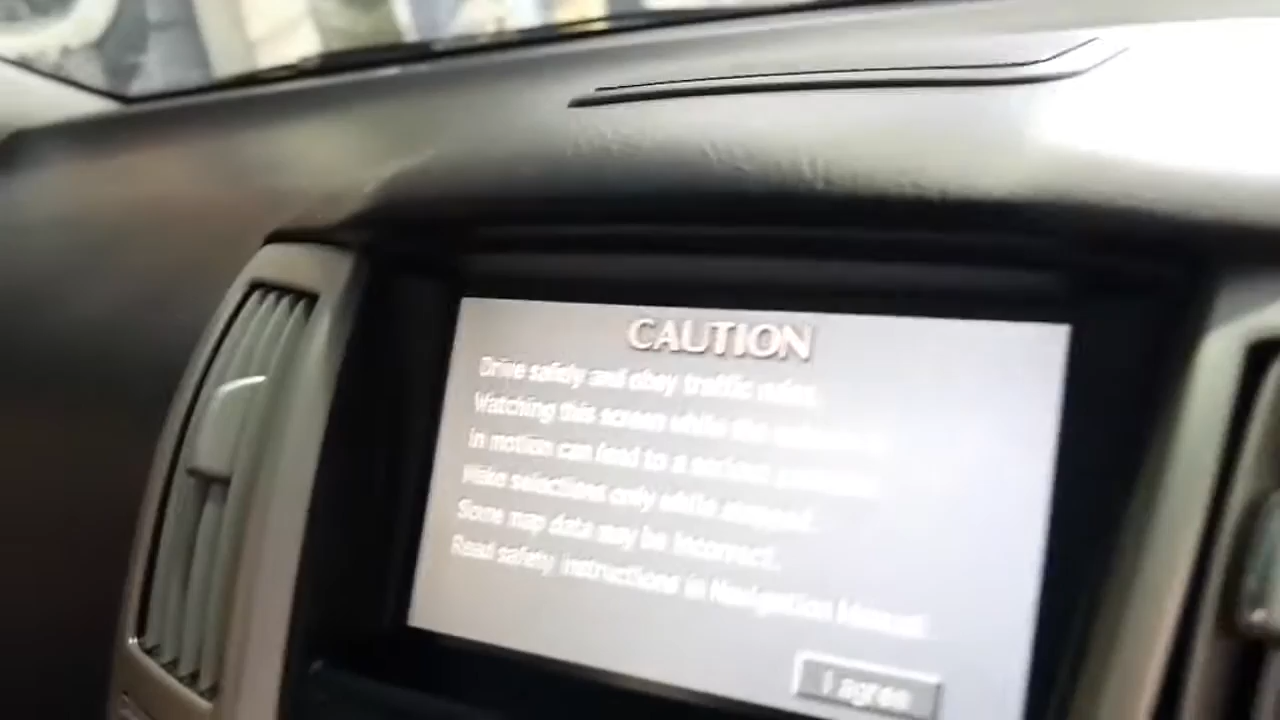 CAUTION
Drive safely and obey traffic rules.
Watching this screen while the vehicle is
in motion can lead to a serious accident.
Make selections only while stopped.
Some map data may be incorrect.
Read safety instructions in Navigation Manual.
I agree